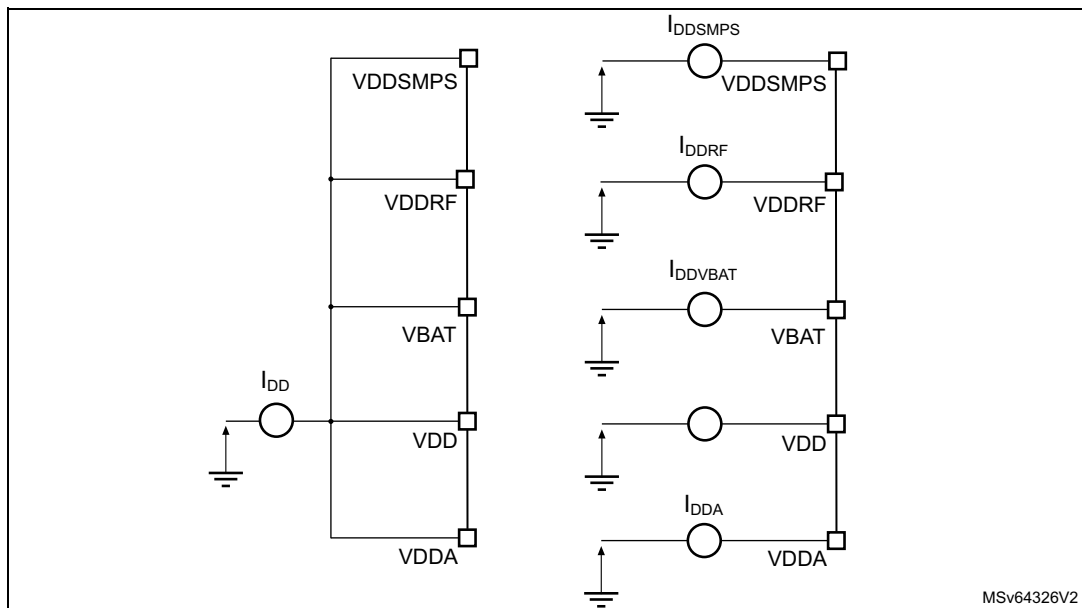 VDDSMPS
VDDRF
VBAT
IDD
VDD
VDDA
IDDSMPS
VDDSMPS
IDDRF
VDDRF
IDDVBAT
VBAT
VDD
IDDA
VDDA
MSv64326V2